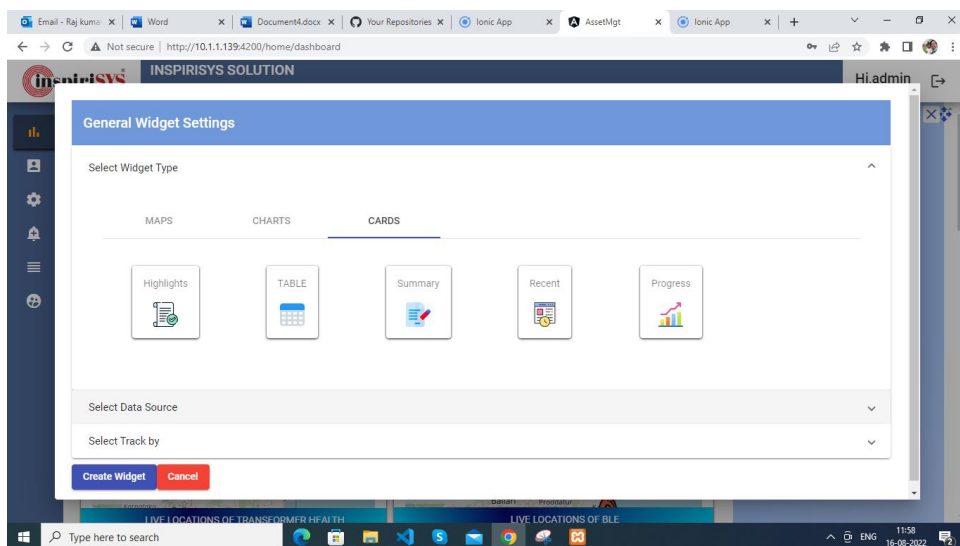 Email - Raj kuma
Word
Document4.docx
Your Repositories
Ionic App
AssetMgt
Ionic App
Not secure
http://10.1.1.139:4200/home/dashboard
inspiriSYS
INSPIRISYS SOLUTION
Hi,admin
General Widget Settings
Select Widget Type
MAPS
CHARTS
CARDS
Highlights
TABLE
Summary
Recent
Progress
Select Data Source
Select Track by
Create Widget
Cancel
LIVE LOCATIONS OF TRANSFORMER HEALTH
LIVE LOCATIONS OF BLE
Type here to search
ENG
11:58
16-08-2022
2